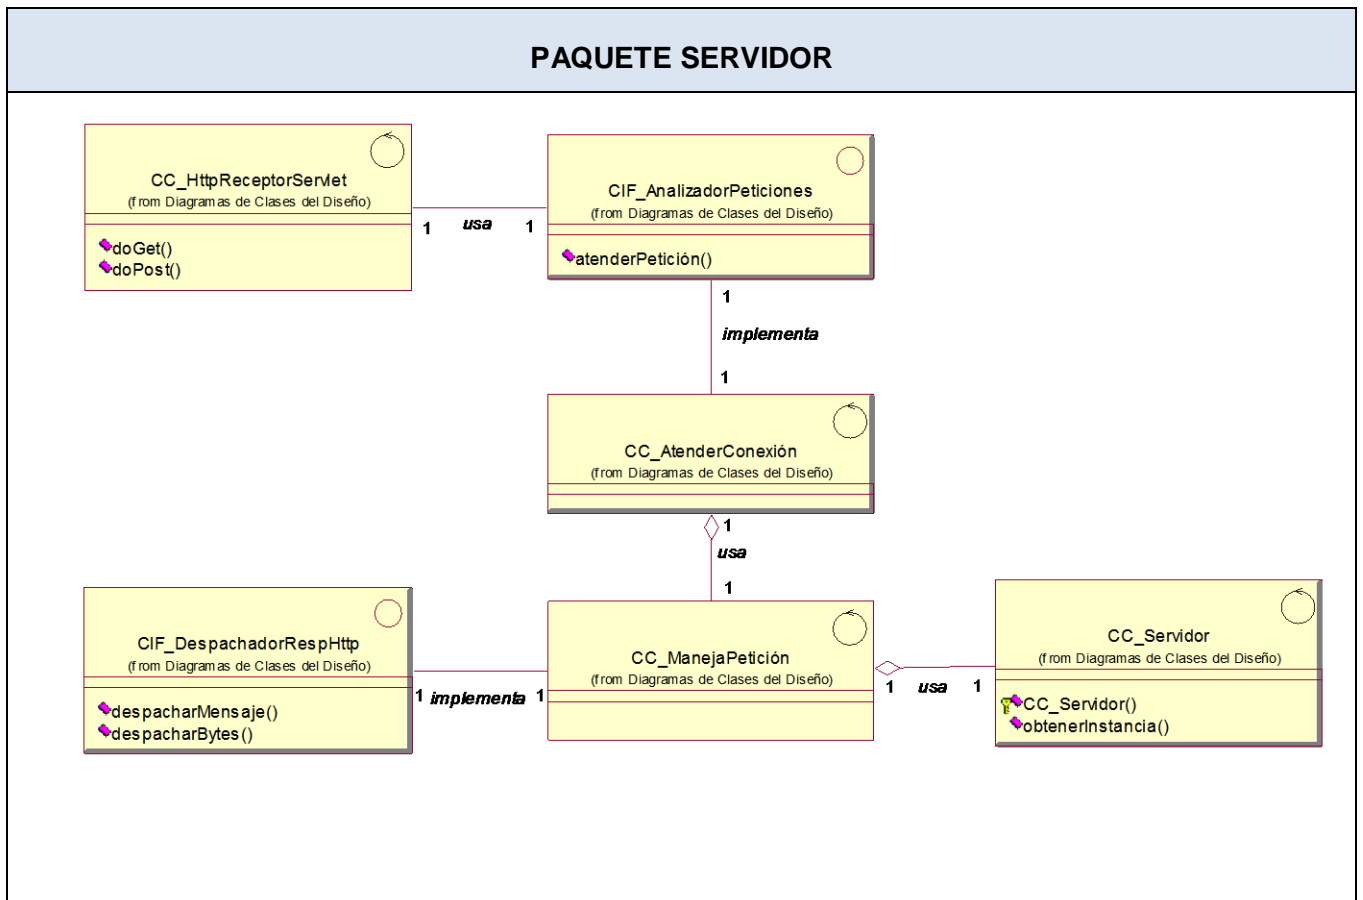 PAQUETE SERVIDOR
CC_HttpReceptorServlet
(from Diagramas de Clases del Diseño)
doGet()
doPost()
1 usa 1
CIF_AnalizadorPeticiones
(from Diagramas de Clases del Diseño)
atenderPetición()
1
implementa
1
CC_AtenderConexión
(from Diagramas de Clases del Diseño)
1
usa
1
CIF_DespachadorRespHttp
(from Diagramas de Clases del Diseño)
despacharMensaje()
despacharBytes()
1 implementa 1
CC_ManejaPetición
(from Diagramas de Clases del Diseño)
1 usa 1
CC_Servidor
(from Diagramas de Clases del Diseño)
CC_Servidor()
obtenerInstancia()